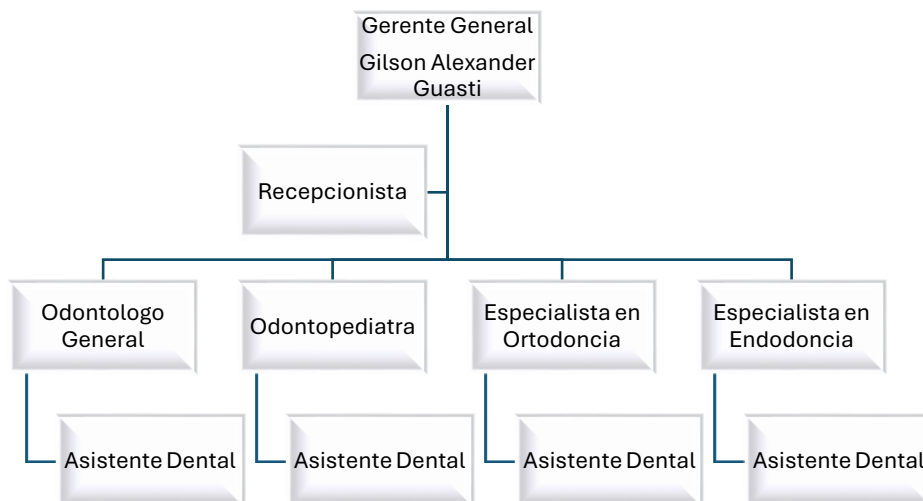 Gerente General
Gilson Alexander
Guasti
Recepcionista
Odontologo
General
Odontopediatra
Especialista en
Ortodoncia
Especialista en
Endodoncia
Asistente Dental
Asistente Dental
Asistente Dental
Asistente Dental